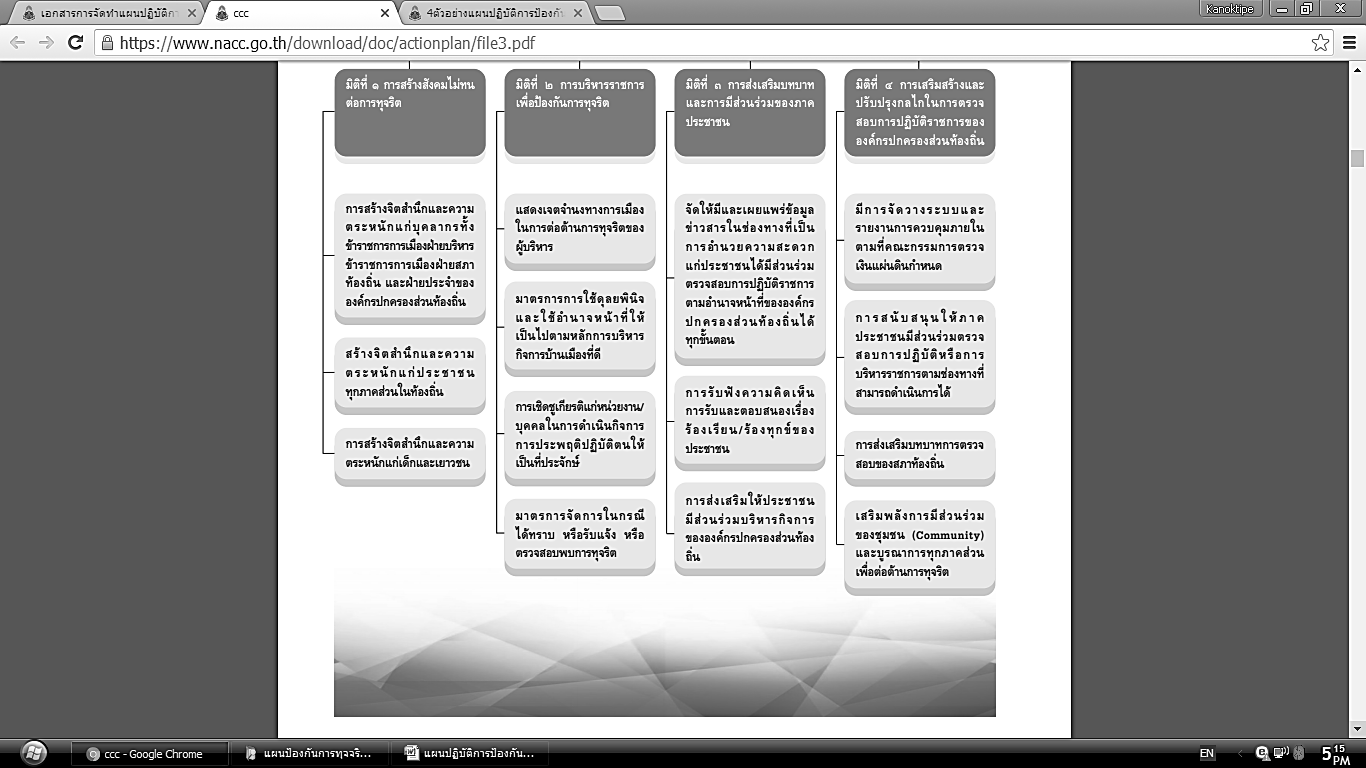 เอกสารการจัดทำแผนปฏิบัติกา
ccc
4ตัวอย่างแผนปฏิบัติการป้องกัน
Kanoktipe
https://www.nacc.go.th/download/doc/actionplan/file3.pdf
มิติที่ ๑ การสร้างสังคมไม่ทน
ต่อการทุจริต
การสร้างจิตสำนึกและความ
ตระหนักแก่บุคลากรทั้ง
ข้าราชการการเมืองฝ่ายบริหาร
ข้าราชการการเมืองฝ่ายสภา
ท้องถิ่น และฝ่ายประจำของ
องค์กรปกครองส่วนท้องถิ่น
สร้างจิตสำนึกและความ
ตระหนักแก่ประชาชน
ทุกภาคส่วนในท้องถิ่น
การสร้างจิตสำนึกและความ
ตระหนักแก่เด็กและเยาวชน
มิติที่ ๒ การบริหารราชการ
เพื่อป้องกันการทุจริต
แสดงเจตจำนงทางการเมือง
ในการต่อต้านการทุจริตของ
ผู้บริหาร
มาตรการการใช้ดุลยพินิจ
และใช้อำนาจหน้าที่ให้
เป็นไปตามหลักการบริหาร
กิจการบ้านเมืองที่ดี
การเชิดชูเกียรติแก่หน่วยงาน/
บุคคลในการดำเนินกิจการ
การประพฤติปฏิบัติตนให้
เป็นที่ประจักษ์
มาตรการจัดการในกรณี
ได้ทราบ หรือรับแจ้ง หรือ
ตรวจสอบพบการทุจริต
มิติที่ ๓ การส่งเสริมบทบาท
และการมีส่วนร่วมของภาค
ประชาชน
จัดให้มีและเผยแพร่ข้อมูล
ข่าวสารในช่องทางที่เป็น
การอำนวยความสะดวก
แก่ประชาชนได้มีส่วนร่วม
ตรวจสอบการปฏิบัติราชการ
ตามอำนาจหน้าที่ขององค์กร
ปกครองส่วนท้องถิ่นได้
ทุกขั้นตอน
การรับฟังความคิดเห็น
การรับและตอบสนองเรื่อง
ร้องเรียน/ร้องทุกข์ของ
ประชาชน
การส่งเสริมให้ประชาชน
มีส่วนร่วมบริหารกิจการ
ขององค์กรปกครองส่วนท้อง
ถิ่น
มิติที่ ๔ การเสริมสร้างและ
ปรับปรุงกลไกในการตรวจ
สอบการปฏิบัติราชการของ
องค์กรปกครองส่วนท้องถิ่น
มีการจัดวางระบบและ
รายงานการควบคุมภายใน
ตามที่คณะกรรมการตรวจ
เงินแผ่นดินกำหนด
การสนับสนุนให้ภาค
ประชาชนมีส่วนร่วมตรวจ
สอบการปฏิบัติหรือการ
บริหารราชการตามช่องทางที่
สามารถดำเนินการได้
การส่งเสริมบทบาทการตรวจ
สอบของสภาท้องถิ่น
เสริมพลังการมีส่วนร่วม
ของชุมชน (Community)
และบูรณาการทุกภาคส่วน
เพื่อต่อต้านการทุจริต
ccc - Google Chrome
แผนป้องกันการทุจจริ...
แผนปฏิบัติการป้องกัน...
EN
5 15 PM